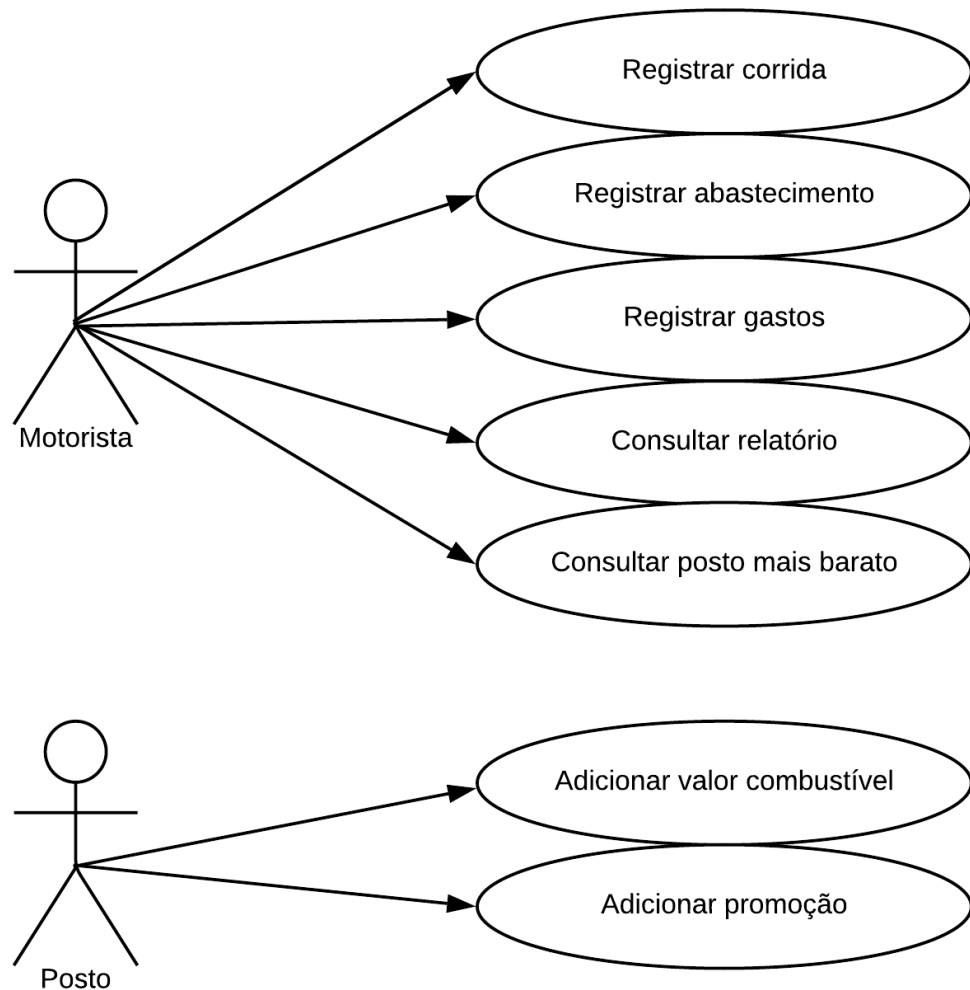 Registrar corrida
Registrar abastecimento
Registrar gastos
Motorista
Consultar relatório
Consultar posto mais barato
Adicionar valor combustível
Adicionar promoção
Posto